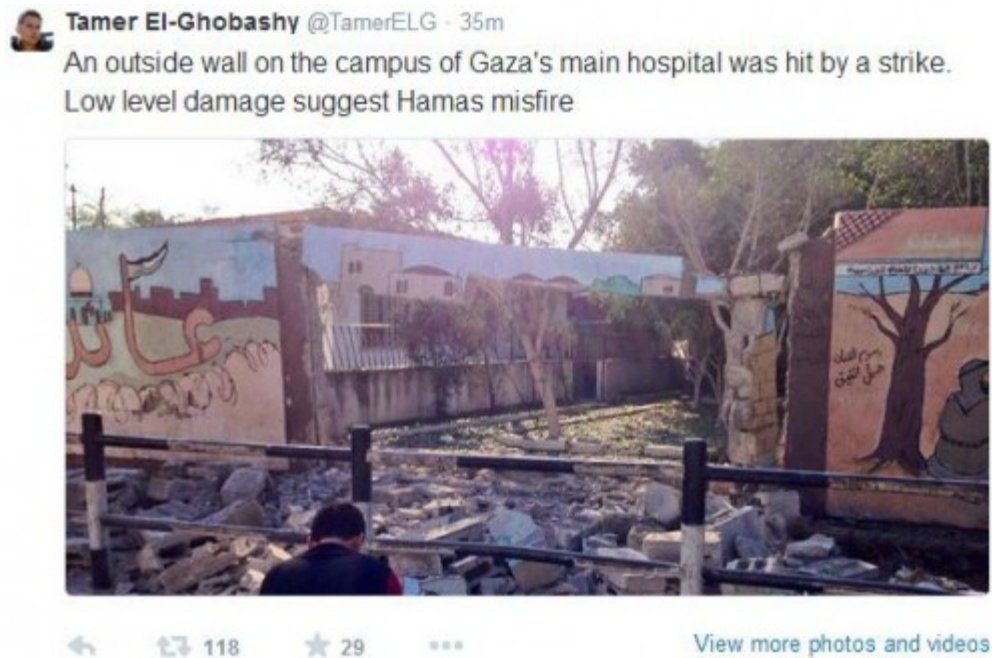 Tamer El-Ghobashy @TamerELG · 35m
An outside wall on the campus of Gaza's main hospital was hit by a strike.
Low level damage suggest Hamas misfire
118 29
View more photos and videos